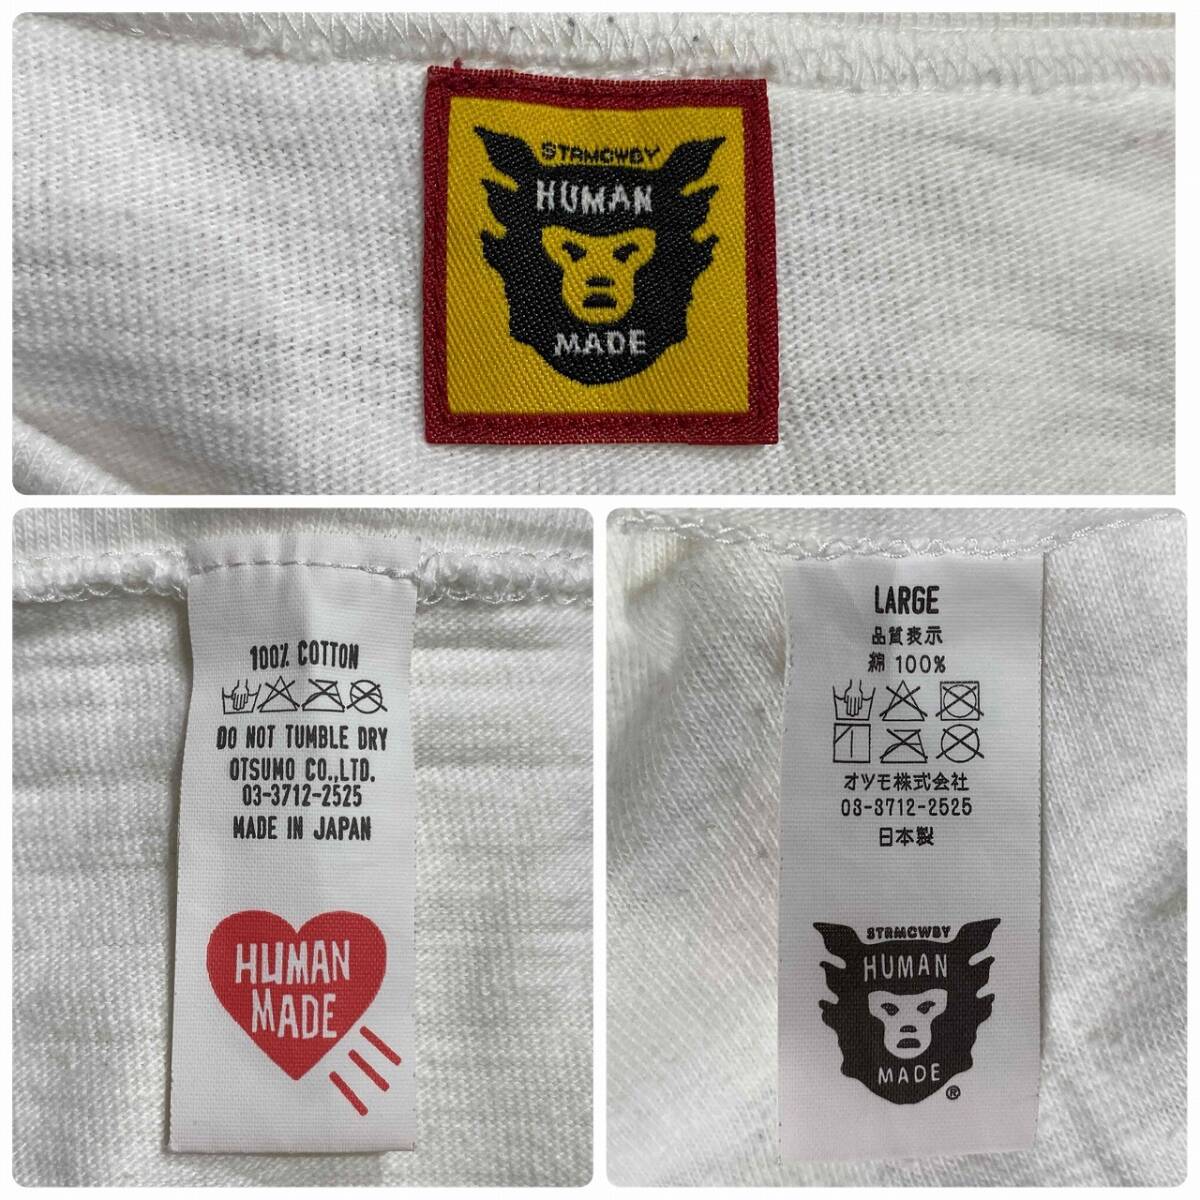 STRMCWBY
HUMAN
MADE
100% COTTON
DO NOT TUMBLE DRY
OTSUMO CO.,LTD.
03-3712-2525
MADE IN JAPAN
HUMAN
MADE
LARGE
品質表示
綿 100%
オツモ株式会社
03-3712-2525
日本製
STRMCWBY
HUMAN
MADE
®